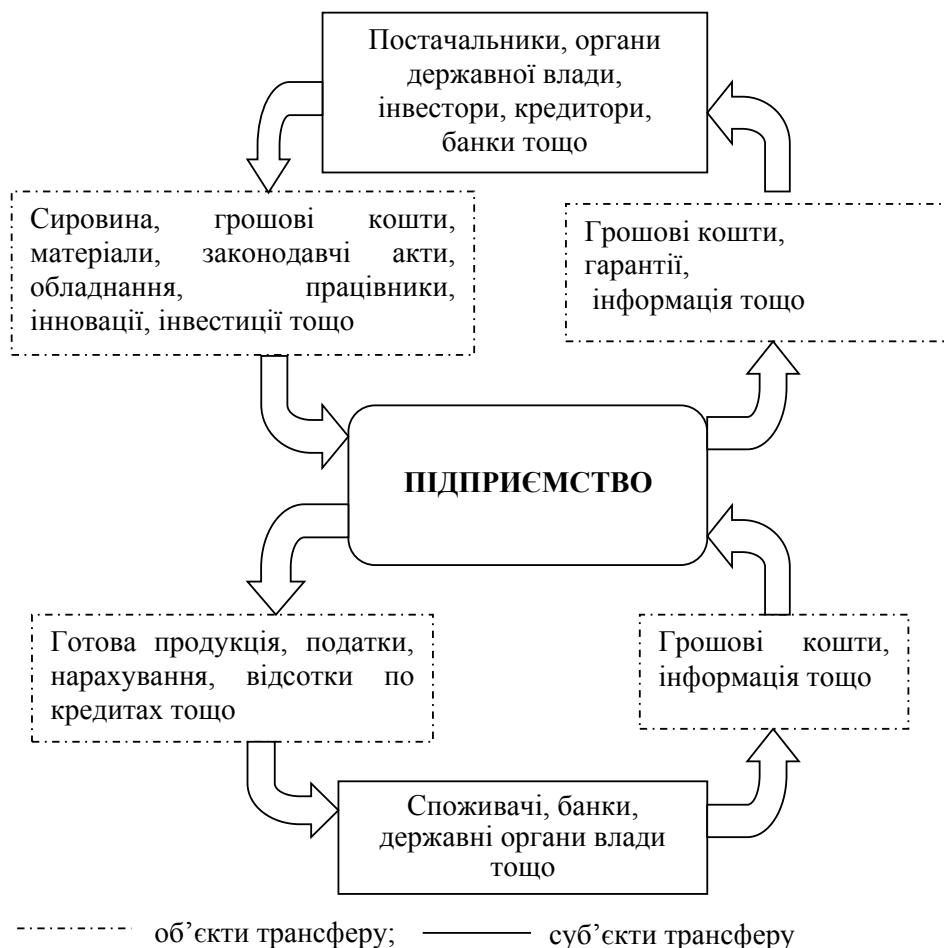 Постачальники, органи
державної влади,
інвестори, кредитори,
банки тощо
Сировина, грошові кошти,
матеріали, законодавчі акти,
обладнання, працівники,
інновації, інвестиції тощо
Грошові кошти,
гарантії,
інформація тощо
ПІДПРИЄМСТВО
Готова продукція, податки,
нарахування, відсотки по
кредитах тощо
Грошові кошти,
інформація тощо
Споживачі, банки,
державні органи влади
тощо
об’єкти трансферу; суб’єкти трансферу